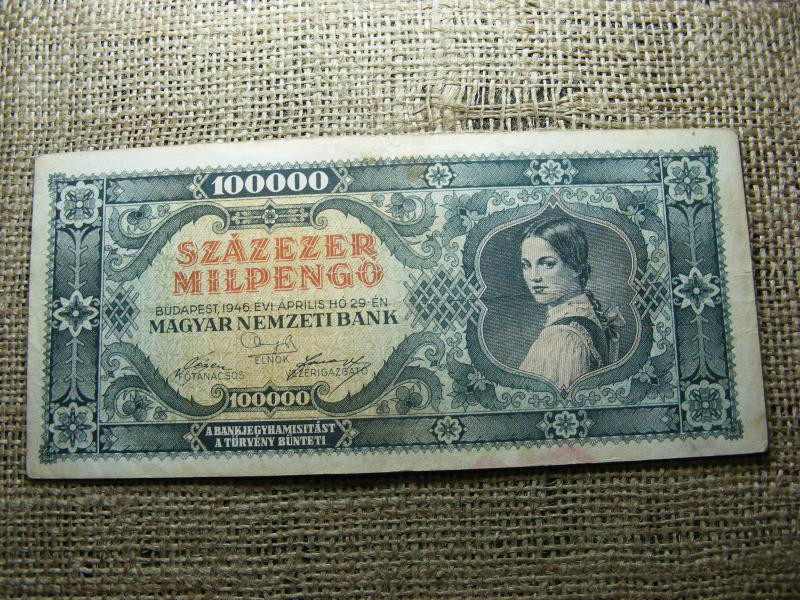 100000
SZÁZEZER
MILPENGŐ
BUDAPEST, 1946. ÉVI ÁPRILIS HÓ 29-ÉN
MAGYAR NEMZETI BANK
ELNÖK
FŐTANÁCSOS VEZÉRIGAZGATÓ
100000
A BANKJEGYHAMISITÁST
A TÖRVÉNY BÜNTETI